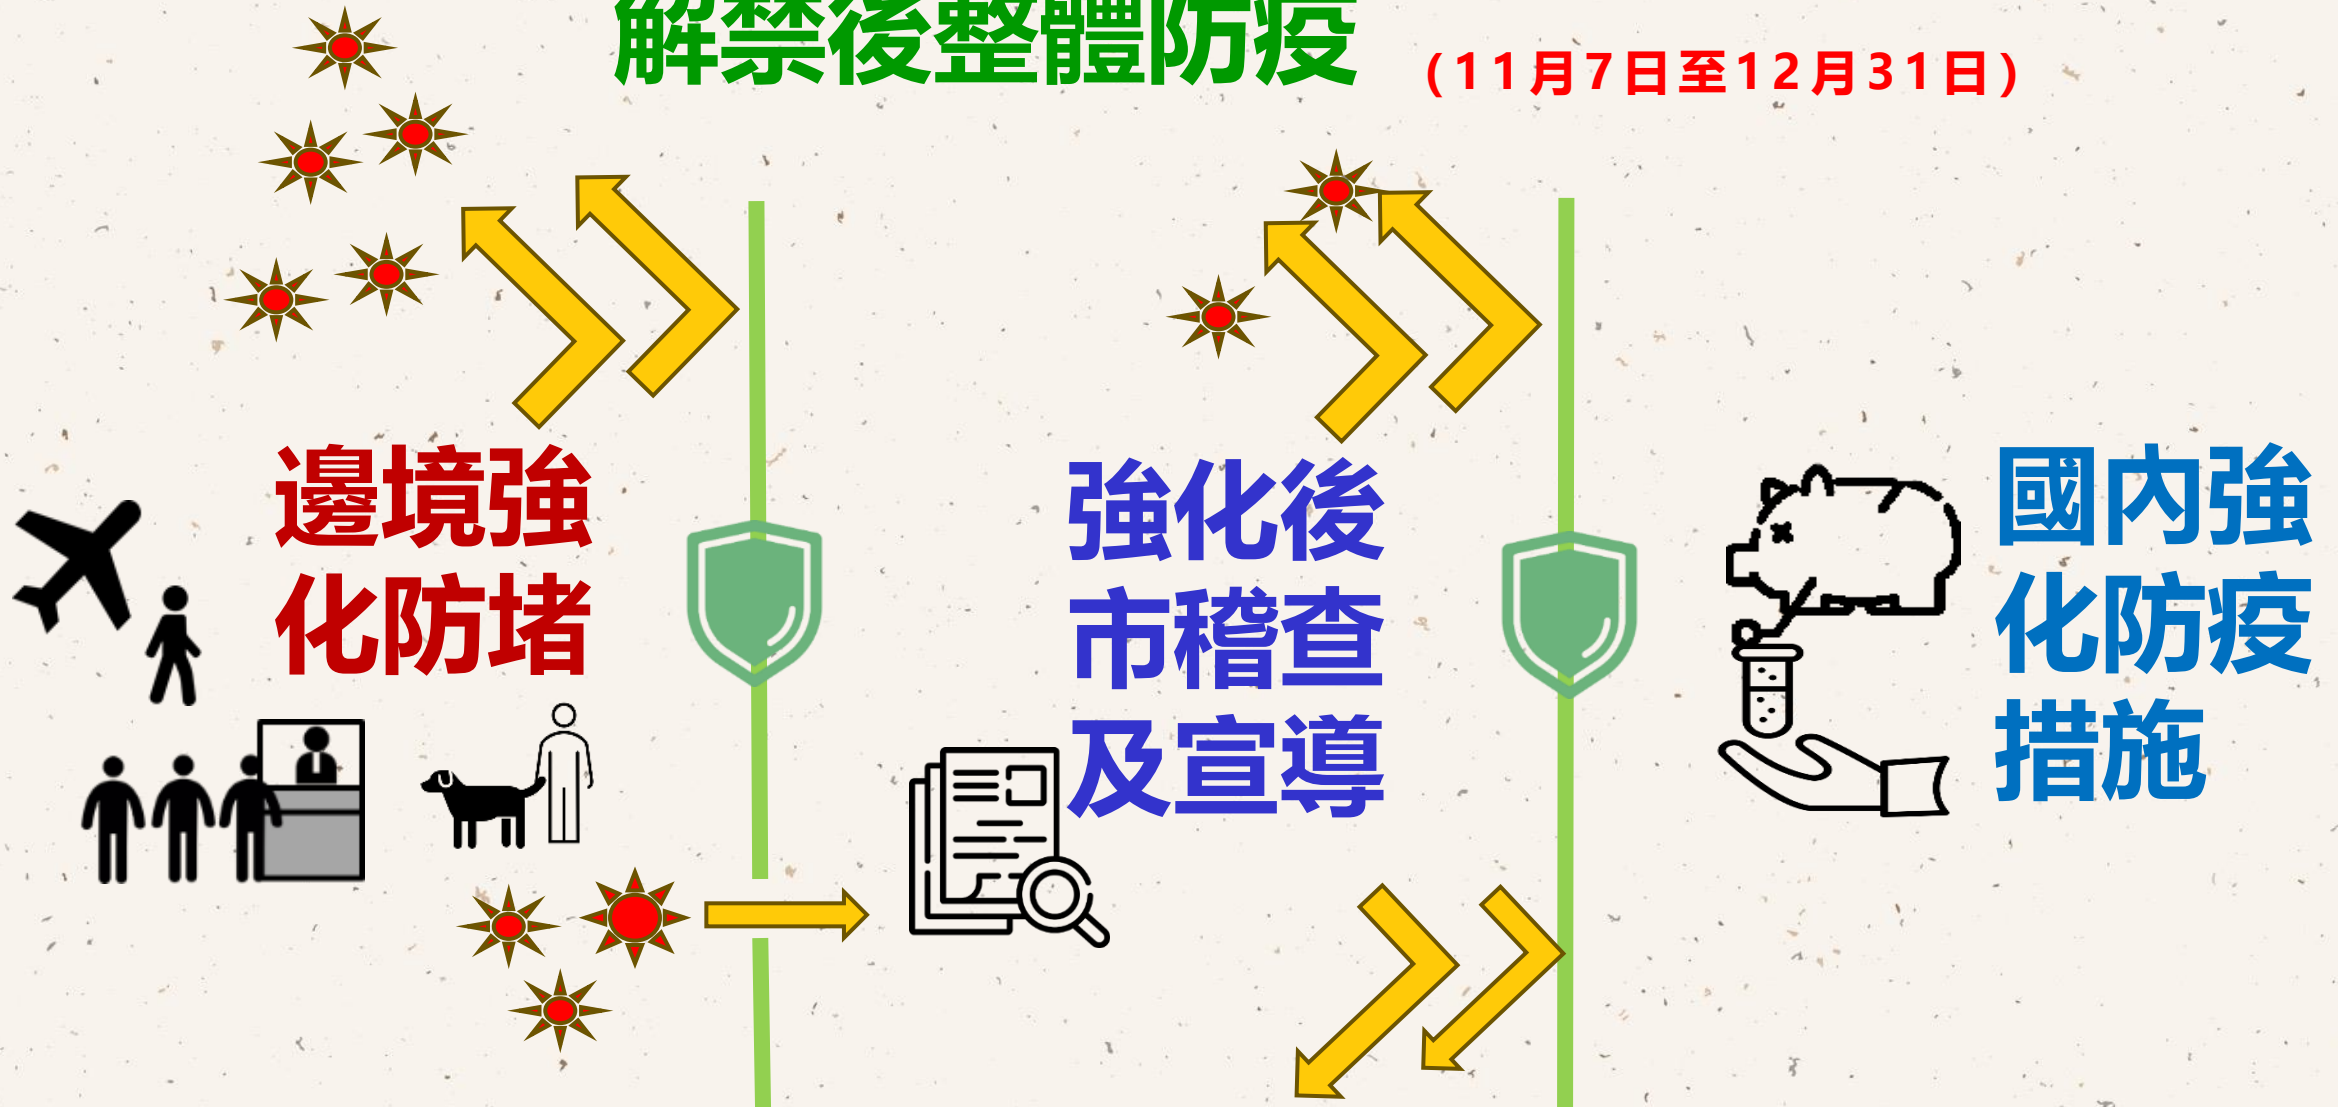 解禁後整體防疫 (11月7日至12月31日)
邊境強
化防堵
強化後
市稽查
及宣導
國內強
化防疫
措施